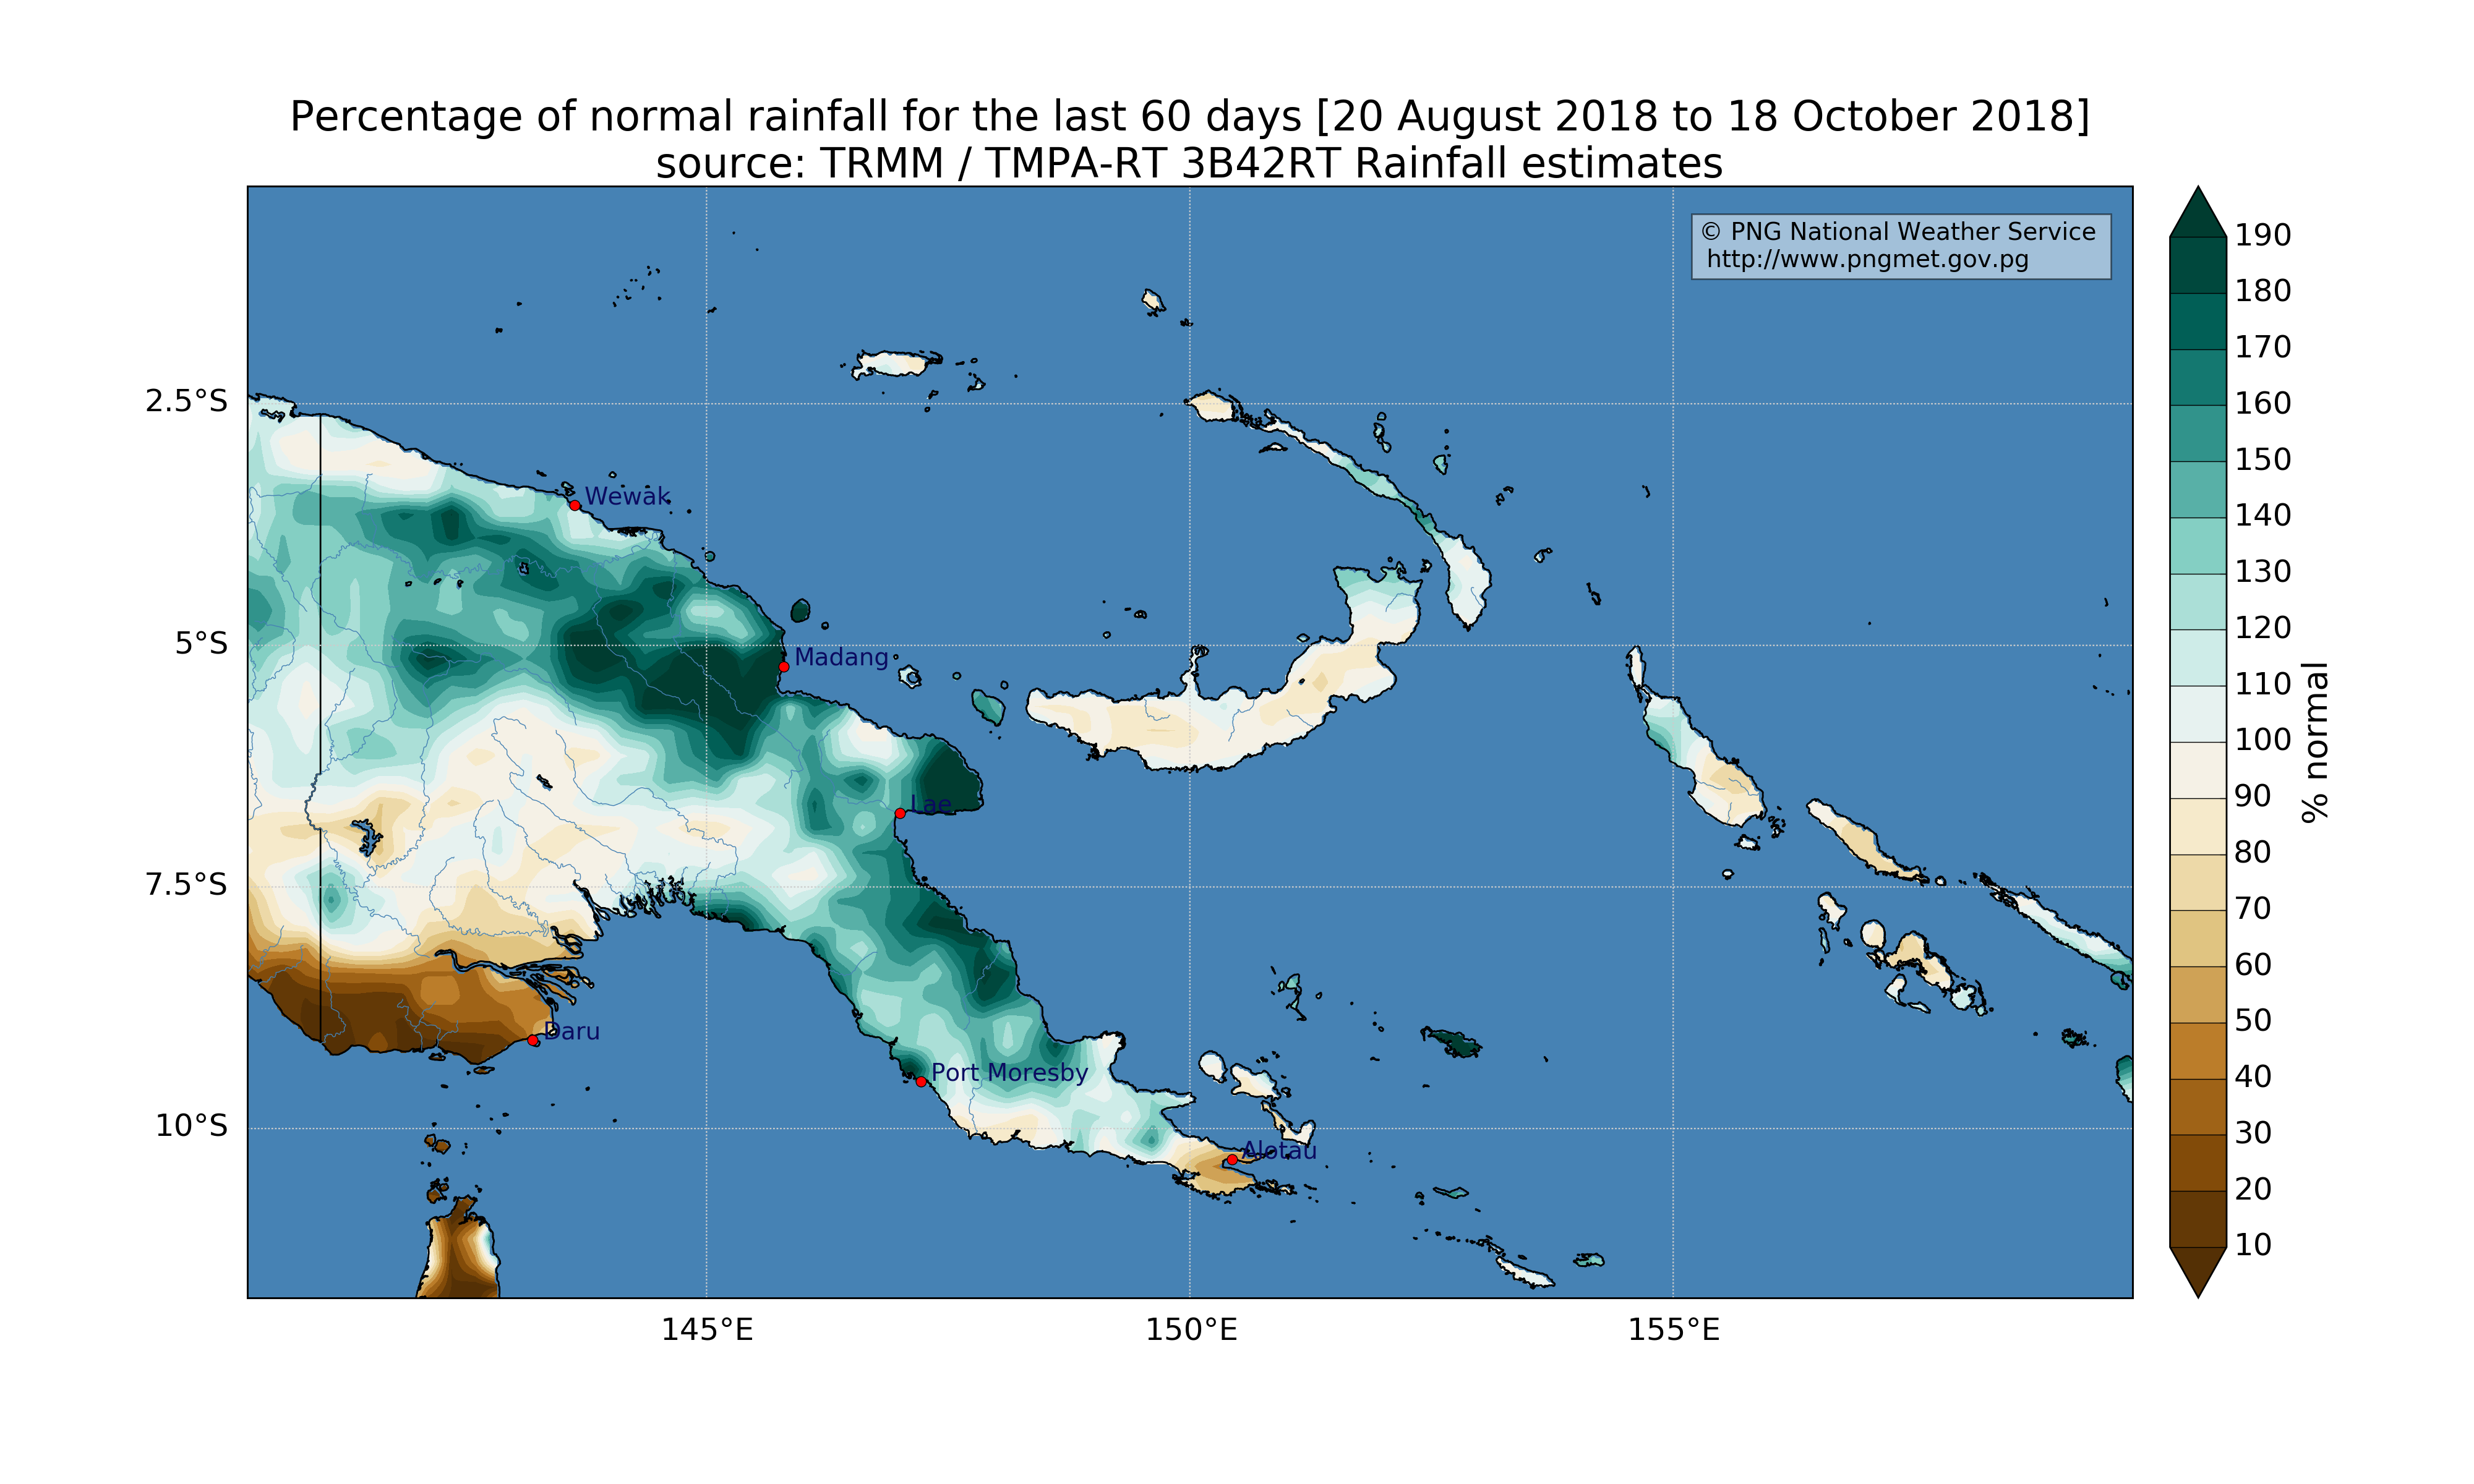 Percentage of normal rainfall for the last 60 days [20 August 2018 to 18 October 2018]
source: TRMM / TMPA-RT 3B42RT Rainfall estimates
© PNG National Weather Service
http://www.pngmet.gov.pg
2.5°S
5°S
7.5°S
10°S
Wewak
Madang
Lae
Daru
Port Moresby
Alotau
145°E
150°E
155°E
190
180
170
160
150
140
130
120
110
100
90
80
70
60
50
40
30
20
10
% normal